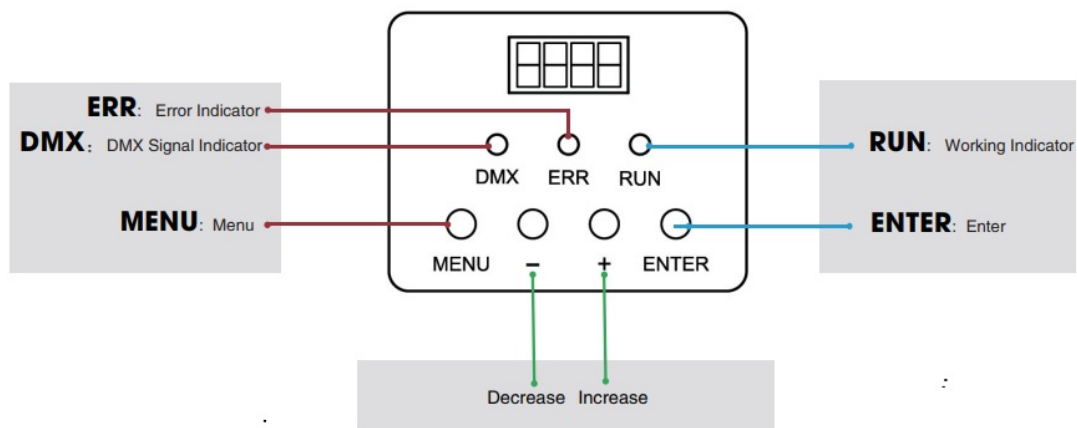 ERR: Error Indicator
DMX: DMX Signal Indicator
RUN: Working Indicator
DMX ERR RUN
MENU: Menu
ENTER: Enter
MENU − + ENTER
Decrease Increase